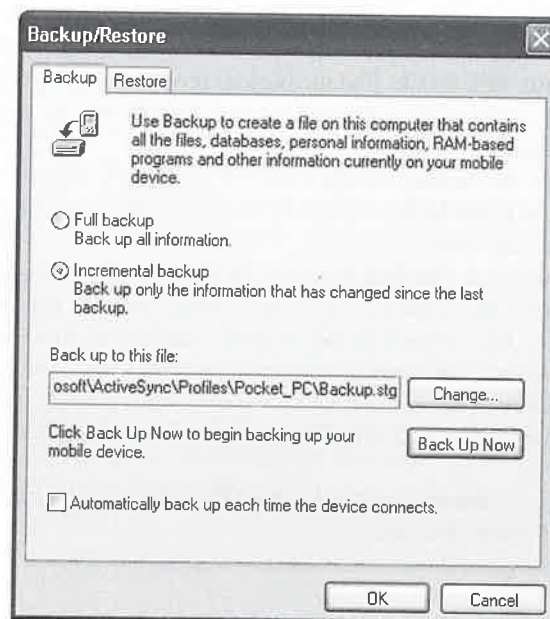 Backup/Restore
Backup
Restore
Use Backup to create a file on this computer that contains
all the files, databases, personal information, RAM-based
programs and other information currently on your mobile
device.
Full backup
Back up all information.
Incremental backup
Back up only the information that has changed since the last
backup.
Back up to this file:
osoft\ActiveSync\Profiles\Pocket_PC\Backup.stg
Change...
Click Back Up Now to begin backing up your
mobile device.
Back Up Now
Automatically back up each time the device connects.
OK
Cancel